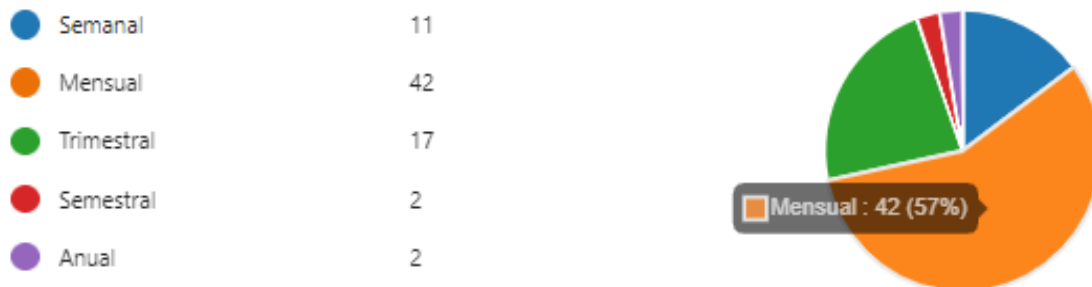 Semanal 11
Mensual 42
Trimestral 17
Mensual : 42 (57%)
Semestral 2
Anual 2